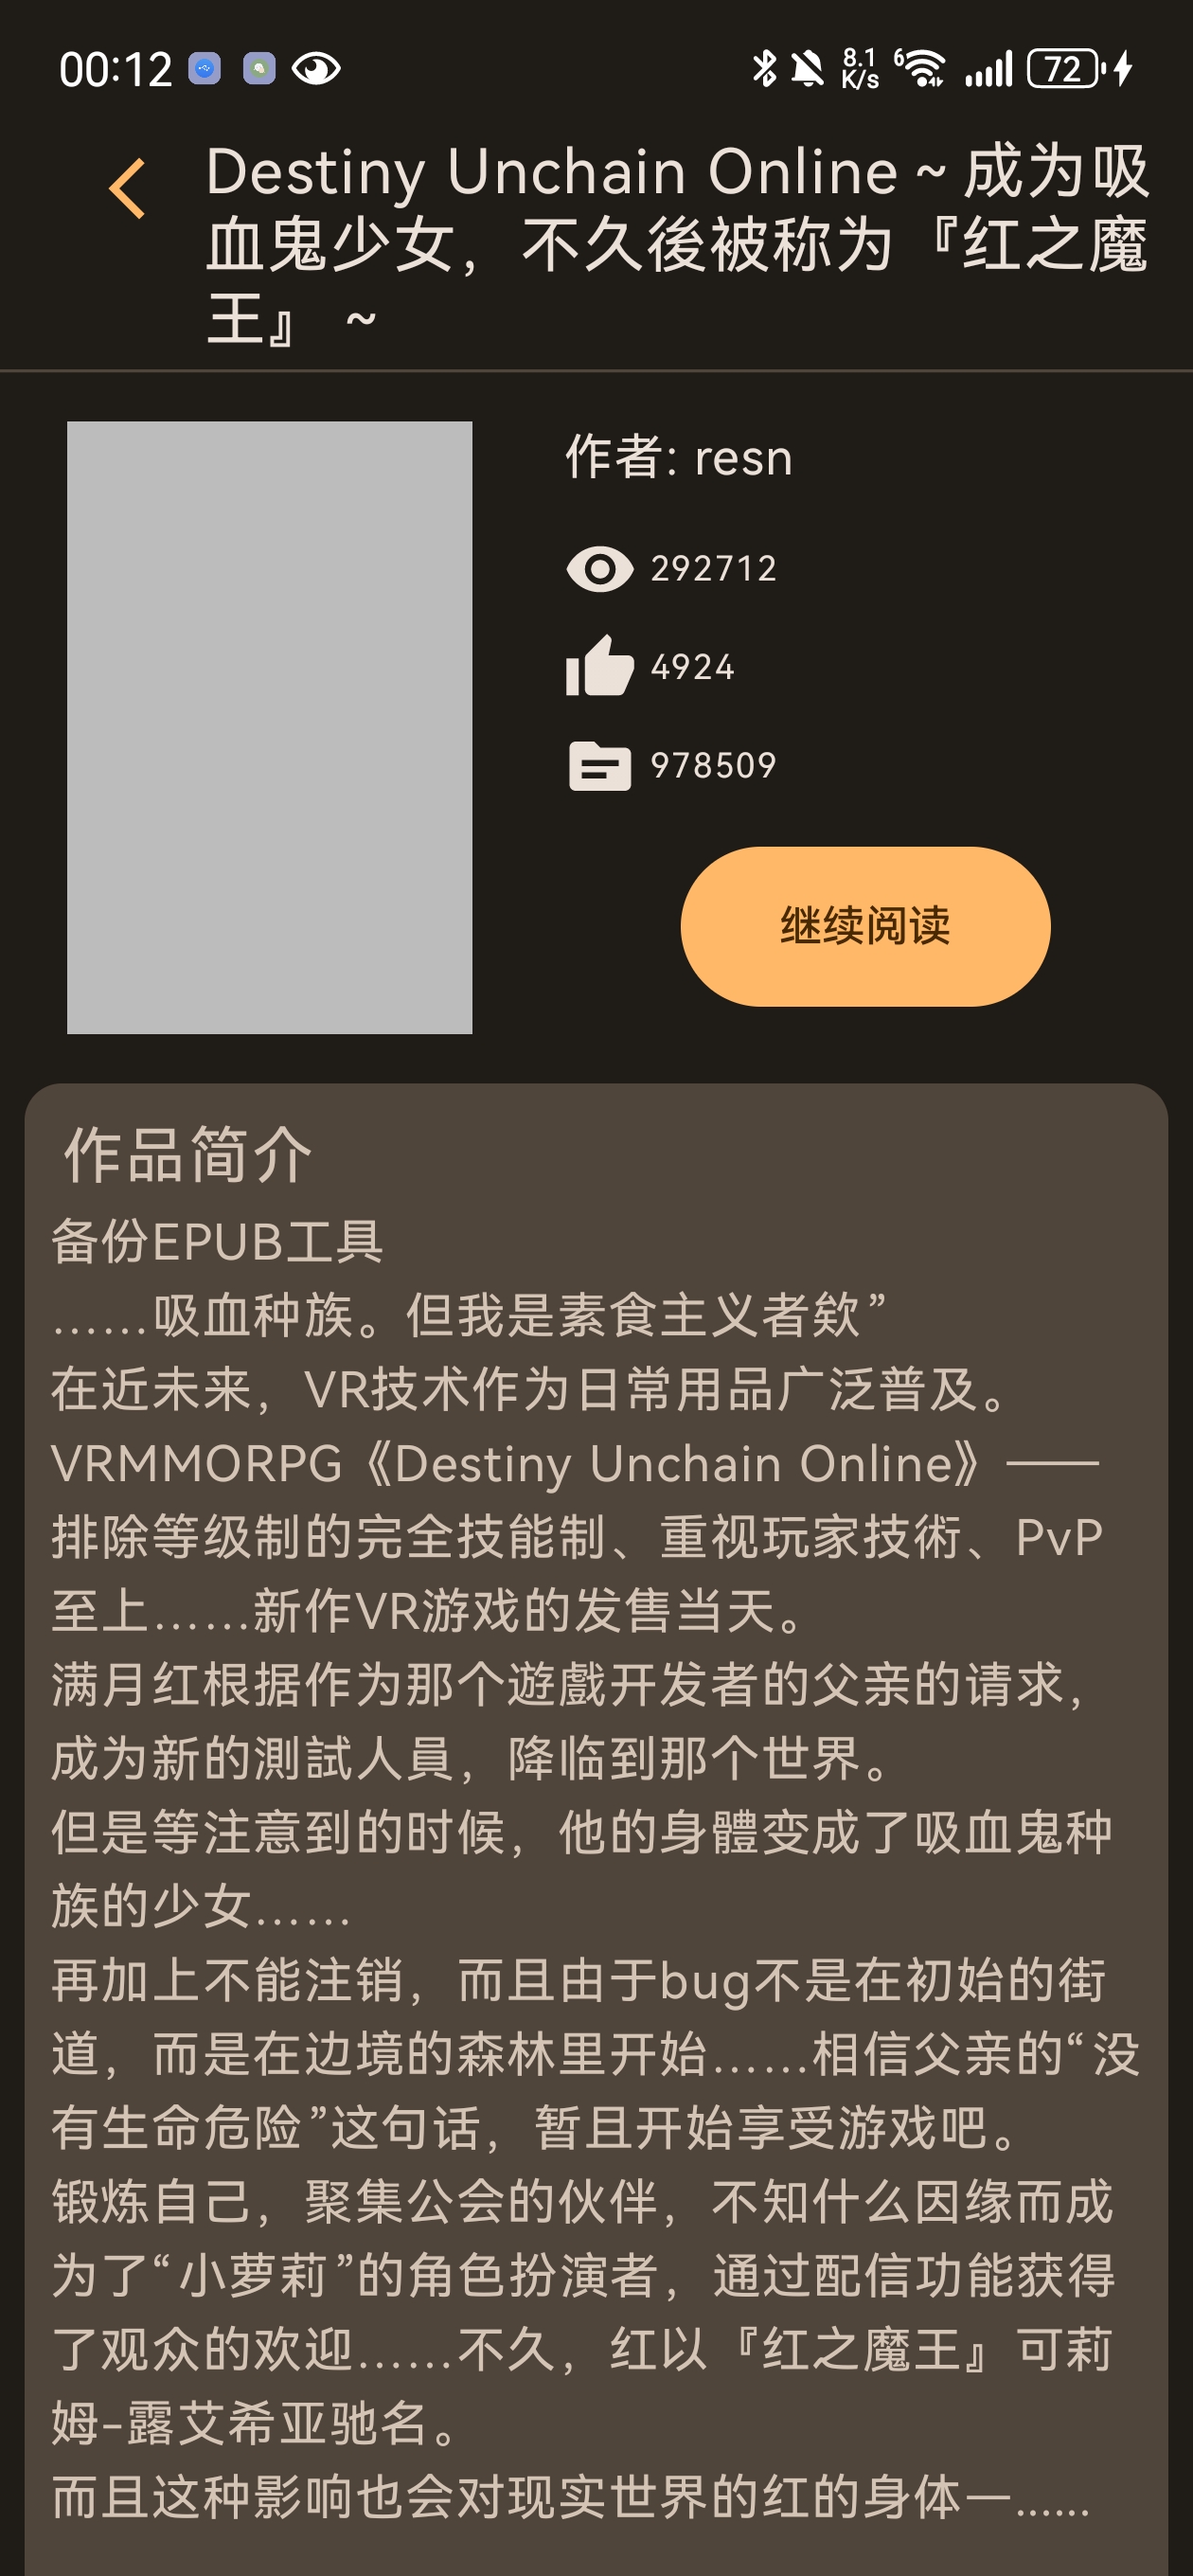 00:12
8.1 K/s
6
72
Destiny Unchain Online ~ 成为吸
血鬼少女，不久後被称为『红之魔
王』 ~
作者: resn
292712
4924
978509
继续阅读
作品简介
备份EPUB工具
……吸血种族。但我是素食主义者欸”
在近未来，VR技术作为日常用品广泛普及。
VRMMORPG《Destiny Unchain Online》——
排除等级制的完全技能制、重视玩家技術、PvP
至上……新作VR游戏的发售当天。
满月红根据作为那个遊戲开发者的父亲的请求，
成为新的測試人員，降临到那个世界。
但是等注意到的时候，他的身體变成了吸血鬼种
族的少女……
再加上不能注销，而且由于bug不是在初始的街
道，而是在边境的森林里开始……相信父亲的“没
有生命危险”这句话，暂且开始享受游戏吧。
锻炼自己，聚集公会的伙伴，不知什么因缘而成
为了“小萝莉”的角色扮演者，通过配信功能获得
了观众的欢迎……不久，红以『红之魔王』可莉
姆-露艾希亚驰名。
而且这种影响也会对现实世界的红的身体一......